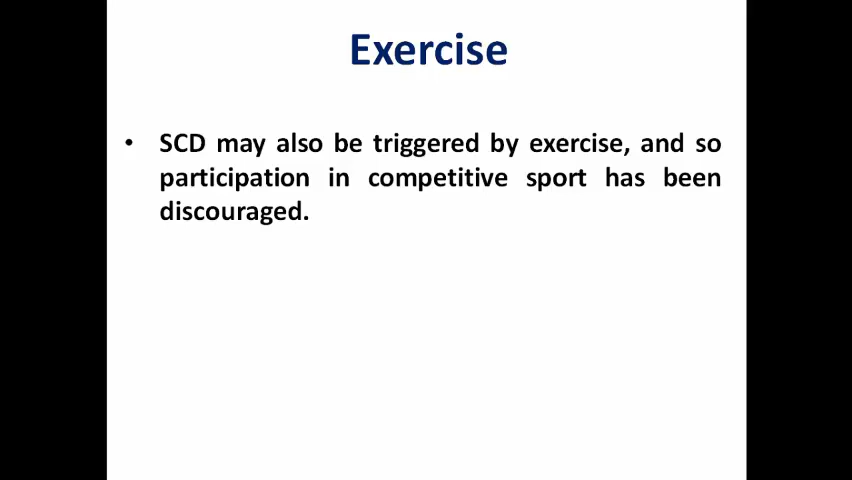 Exercise
• SCD may also be triggered by exercise, and so
participation in competitive sport has been
discouraged.